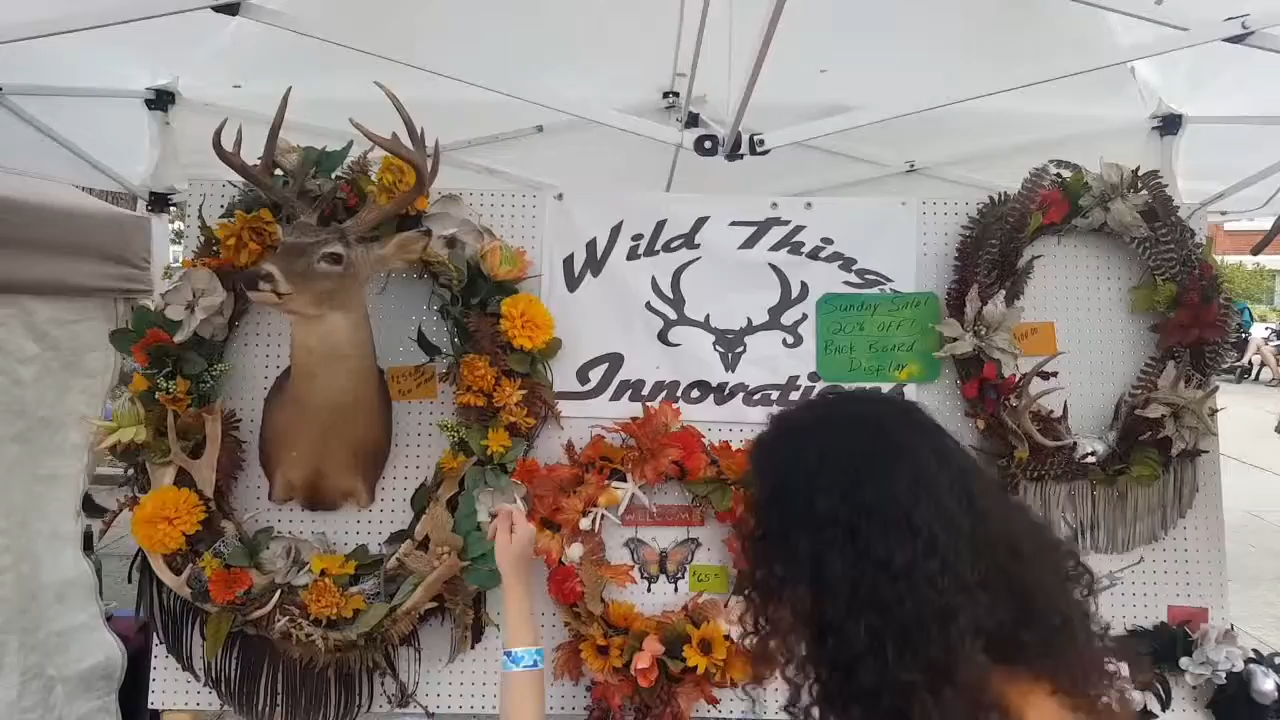 Wild Things
Innovations
Sunday Sale!
(20% OFF!)
BACK BOARD
Display
WELCOME
$65